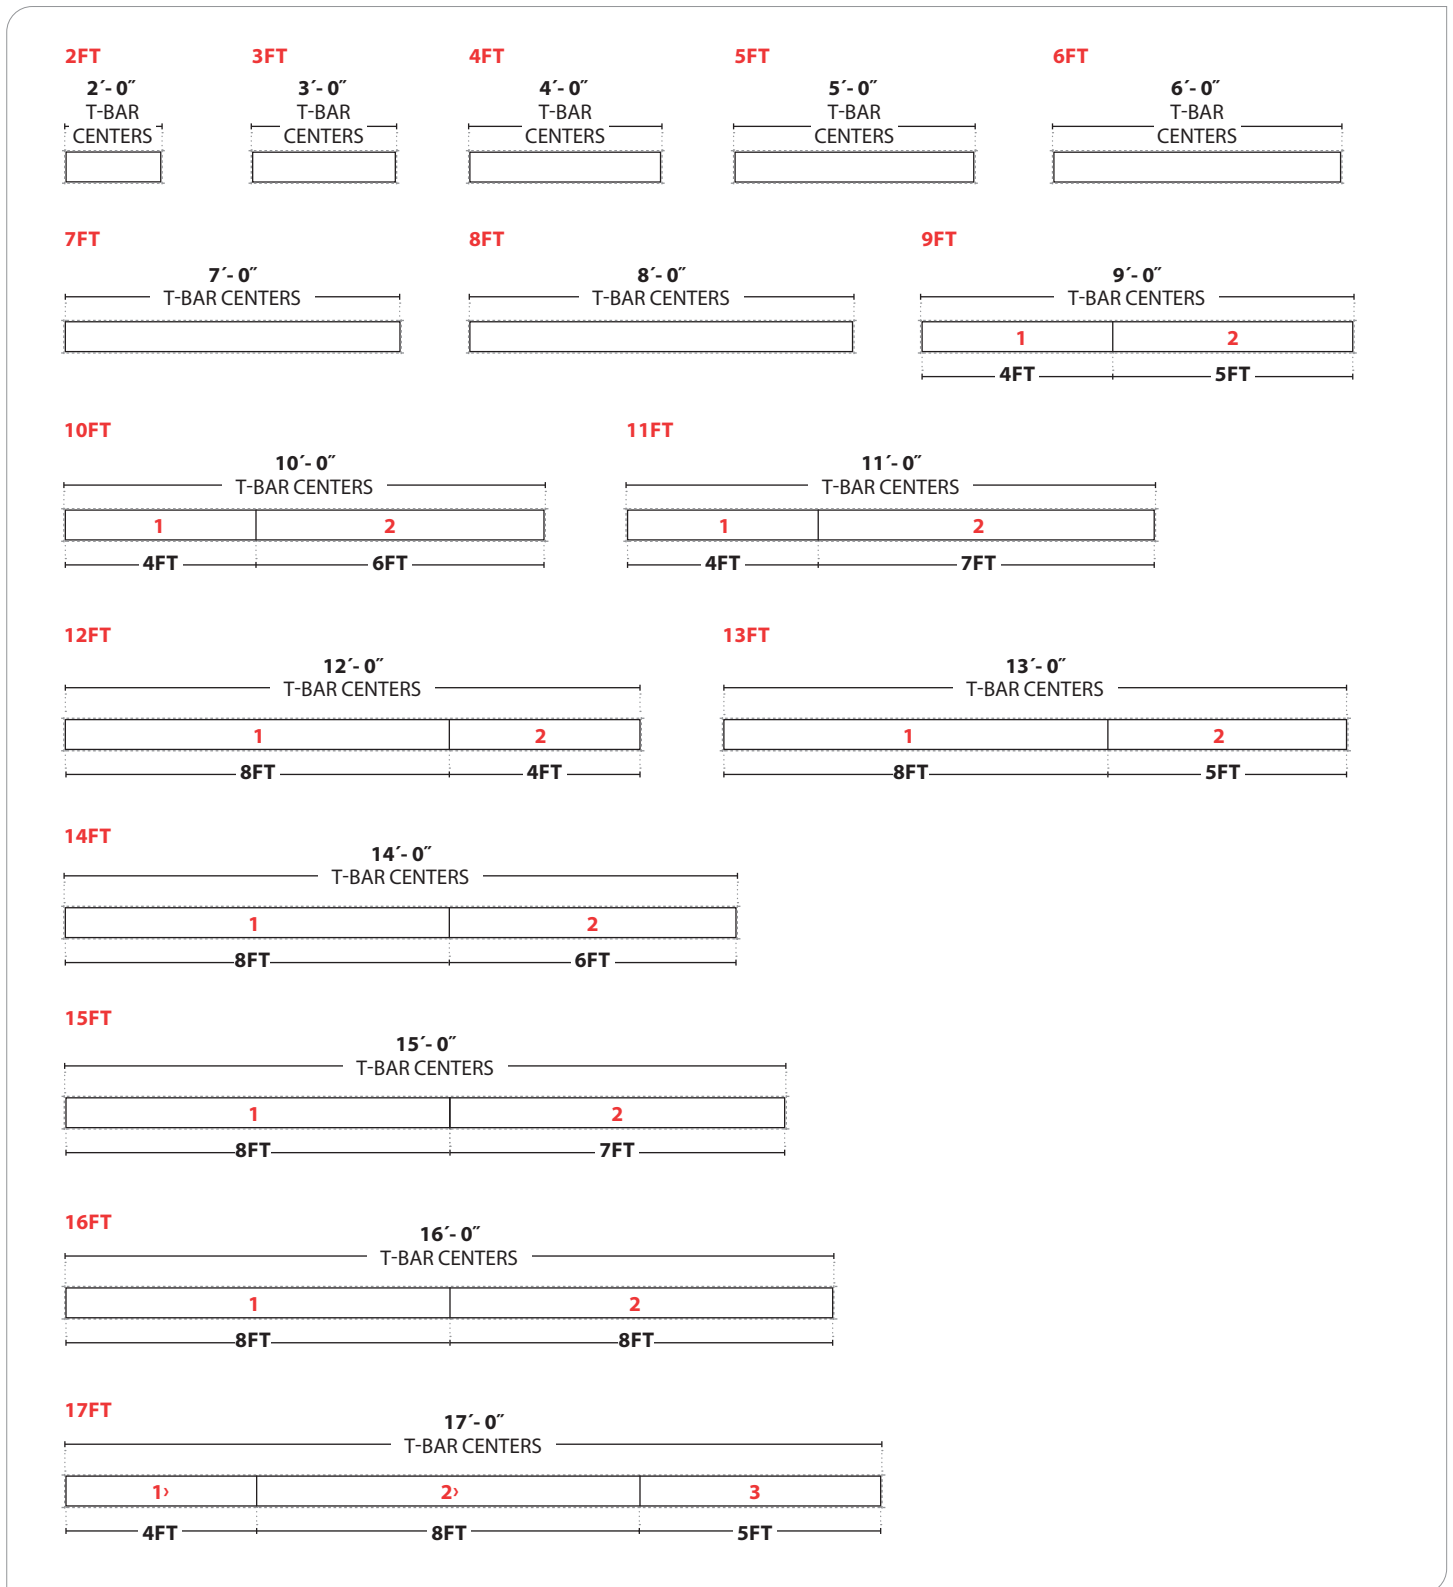 2FT
2´- 0˝
T-BAR
CENTERS
3FT
3´- 0˝
T-BAR
CENTERS
4FT
4´- 0˝
T-BAR
CENTERS
5FT
5´- 0˝
T-BAR
CENTERS
6FT
6´- 0˝
T-BAR
CENTERS
7FT
7´- 0˝
T-BAR CENTERS
8FT
8´- 0˝
T-BAR CENTERS
9FT
9´- 0˝
T-BAR CENTERS
1 2
4FT 5FT
10FT
10´- 0˝
T-BAR CENTERS
1 2
4FT 6FT
11FT
11´- 0˝
T-BAR CENTERS
1 2
4FT 7FT
12FT
12´- 0˝
T-BAR CENTERS
1 2
8FT 4FT
13FT
13´- 0˝
T-BAR CENTERS
1 2
8FT 5FT
14FT
14´- 0˝
T-BAR CENTERS
1 2
8FT 6FT
15FT
15´- 0˝
T-BAR CENTERS
1 2
8FT 7FT
16FT
16´- 0˝
T-BAR CENTERS
1 2
8FT 8FT
17FT
17´- 0˝
T-BAR CENTERS
1› 2› 3
4FT 8FT 5FT